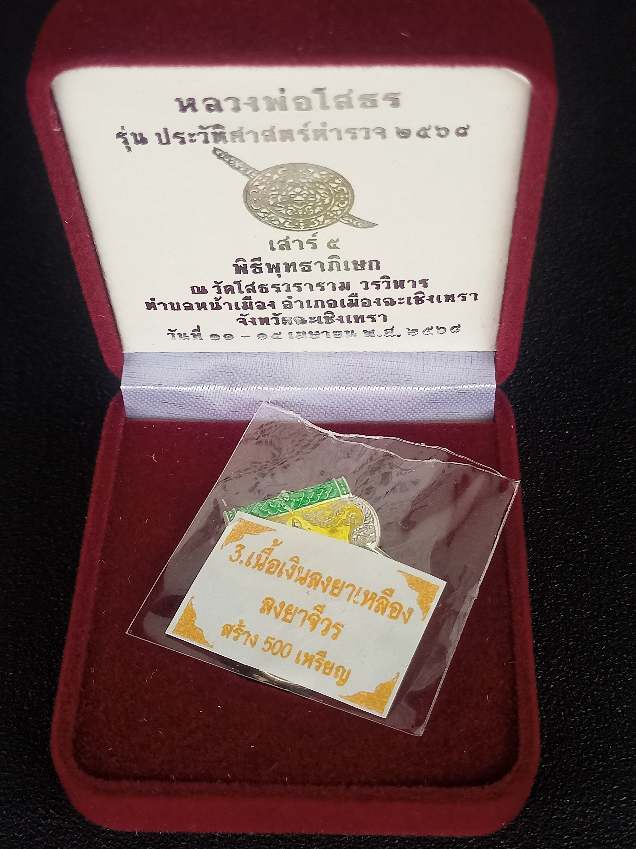 หลวงพ่อโสธร
รุ่น ประวัติศาสตร์ตำรวจ ๒๕๖๘
เสาร์ ๕
พิธีพุทธาภิเษก
ณ วัดโสธรวราราม วรวิหาร
ตำบลหน้าเมือง อำเภอเมืองฉะเชิงเทรา
จังหวัดฉะเชิงเทรา
วันที่ ๑๑ - ๑๕ เมษายน พ.ศ. ๒๕๖๘
3.เนื้อเงินลงยาเหลือง
ลงยาจีวร
สร้าง 500 เหรียญ